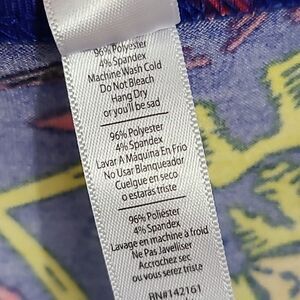 96% Polyester
4% Spandex
Machine Wash Cold
Do Not Bleach
Hang Dry
or you'll be sad
96% Polyester
4% Spandex
Lavar A Máquina En Frio
No Usar Blanqueador
Cuelgue en seco
o estarás triste
96% Poliéster
4% Spandex
Lavage en machine à froid
Ne Pas Javelliser
Accrochez sec
ou vous serez triste
RN#142161